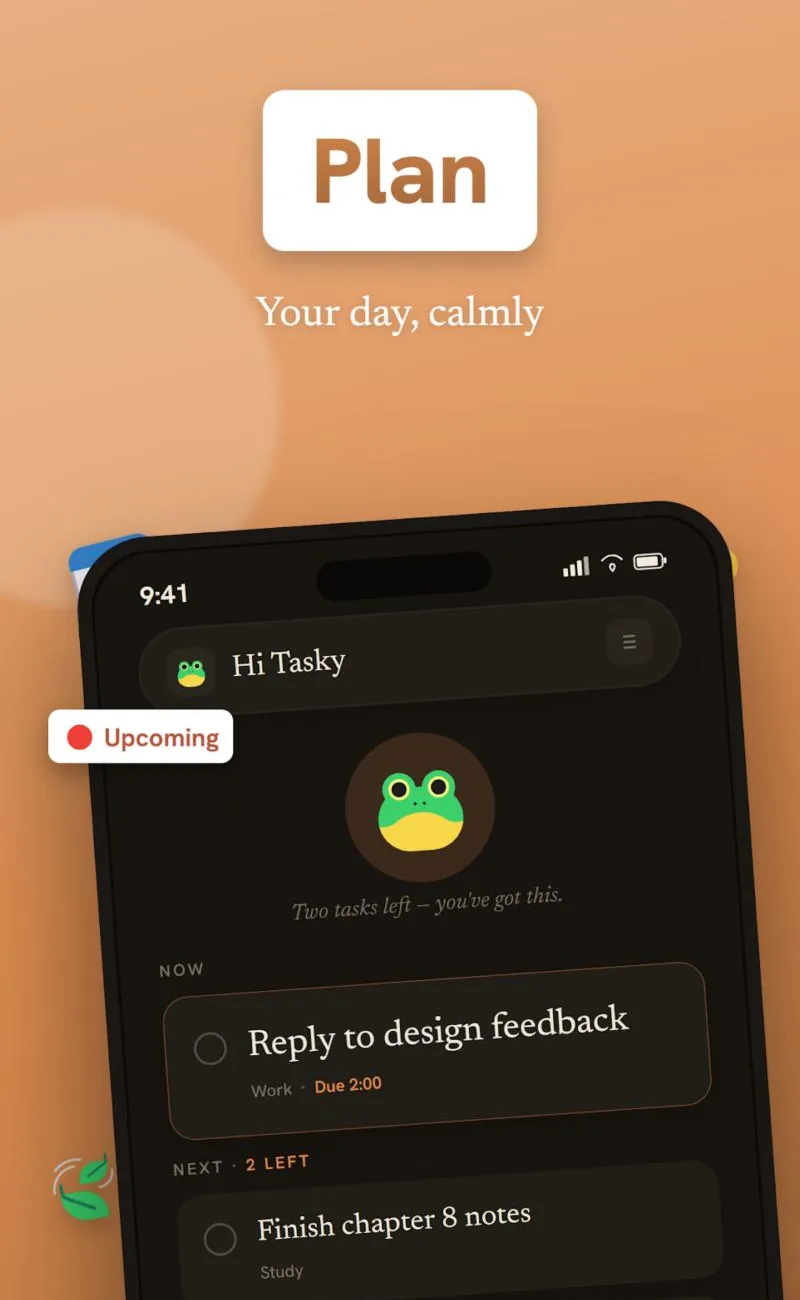 Plan
Your day, calmly
9:41
Hi Tasky
Upcoming
Two tasks left – you've got this.
NOW
Reply to design feedback
Work · Due 2:00
NEXT · 2 LEFT
Finish chapter 8 notes
Study